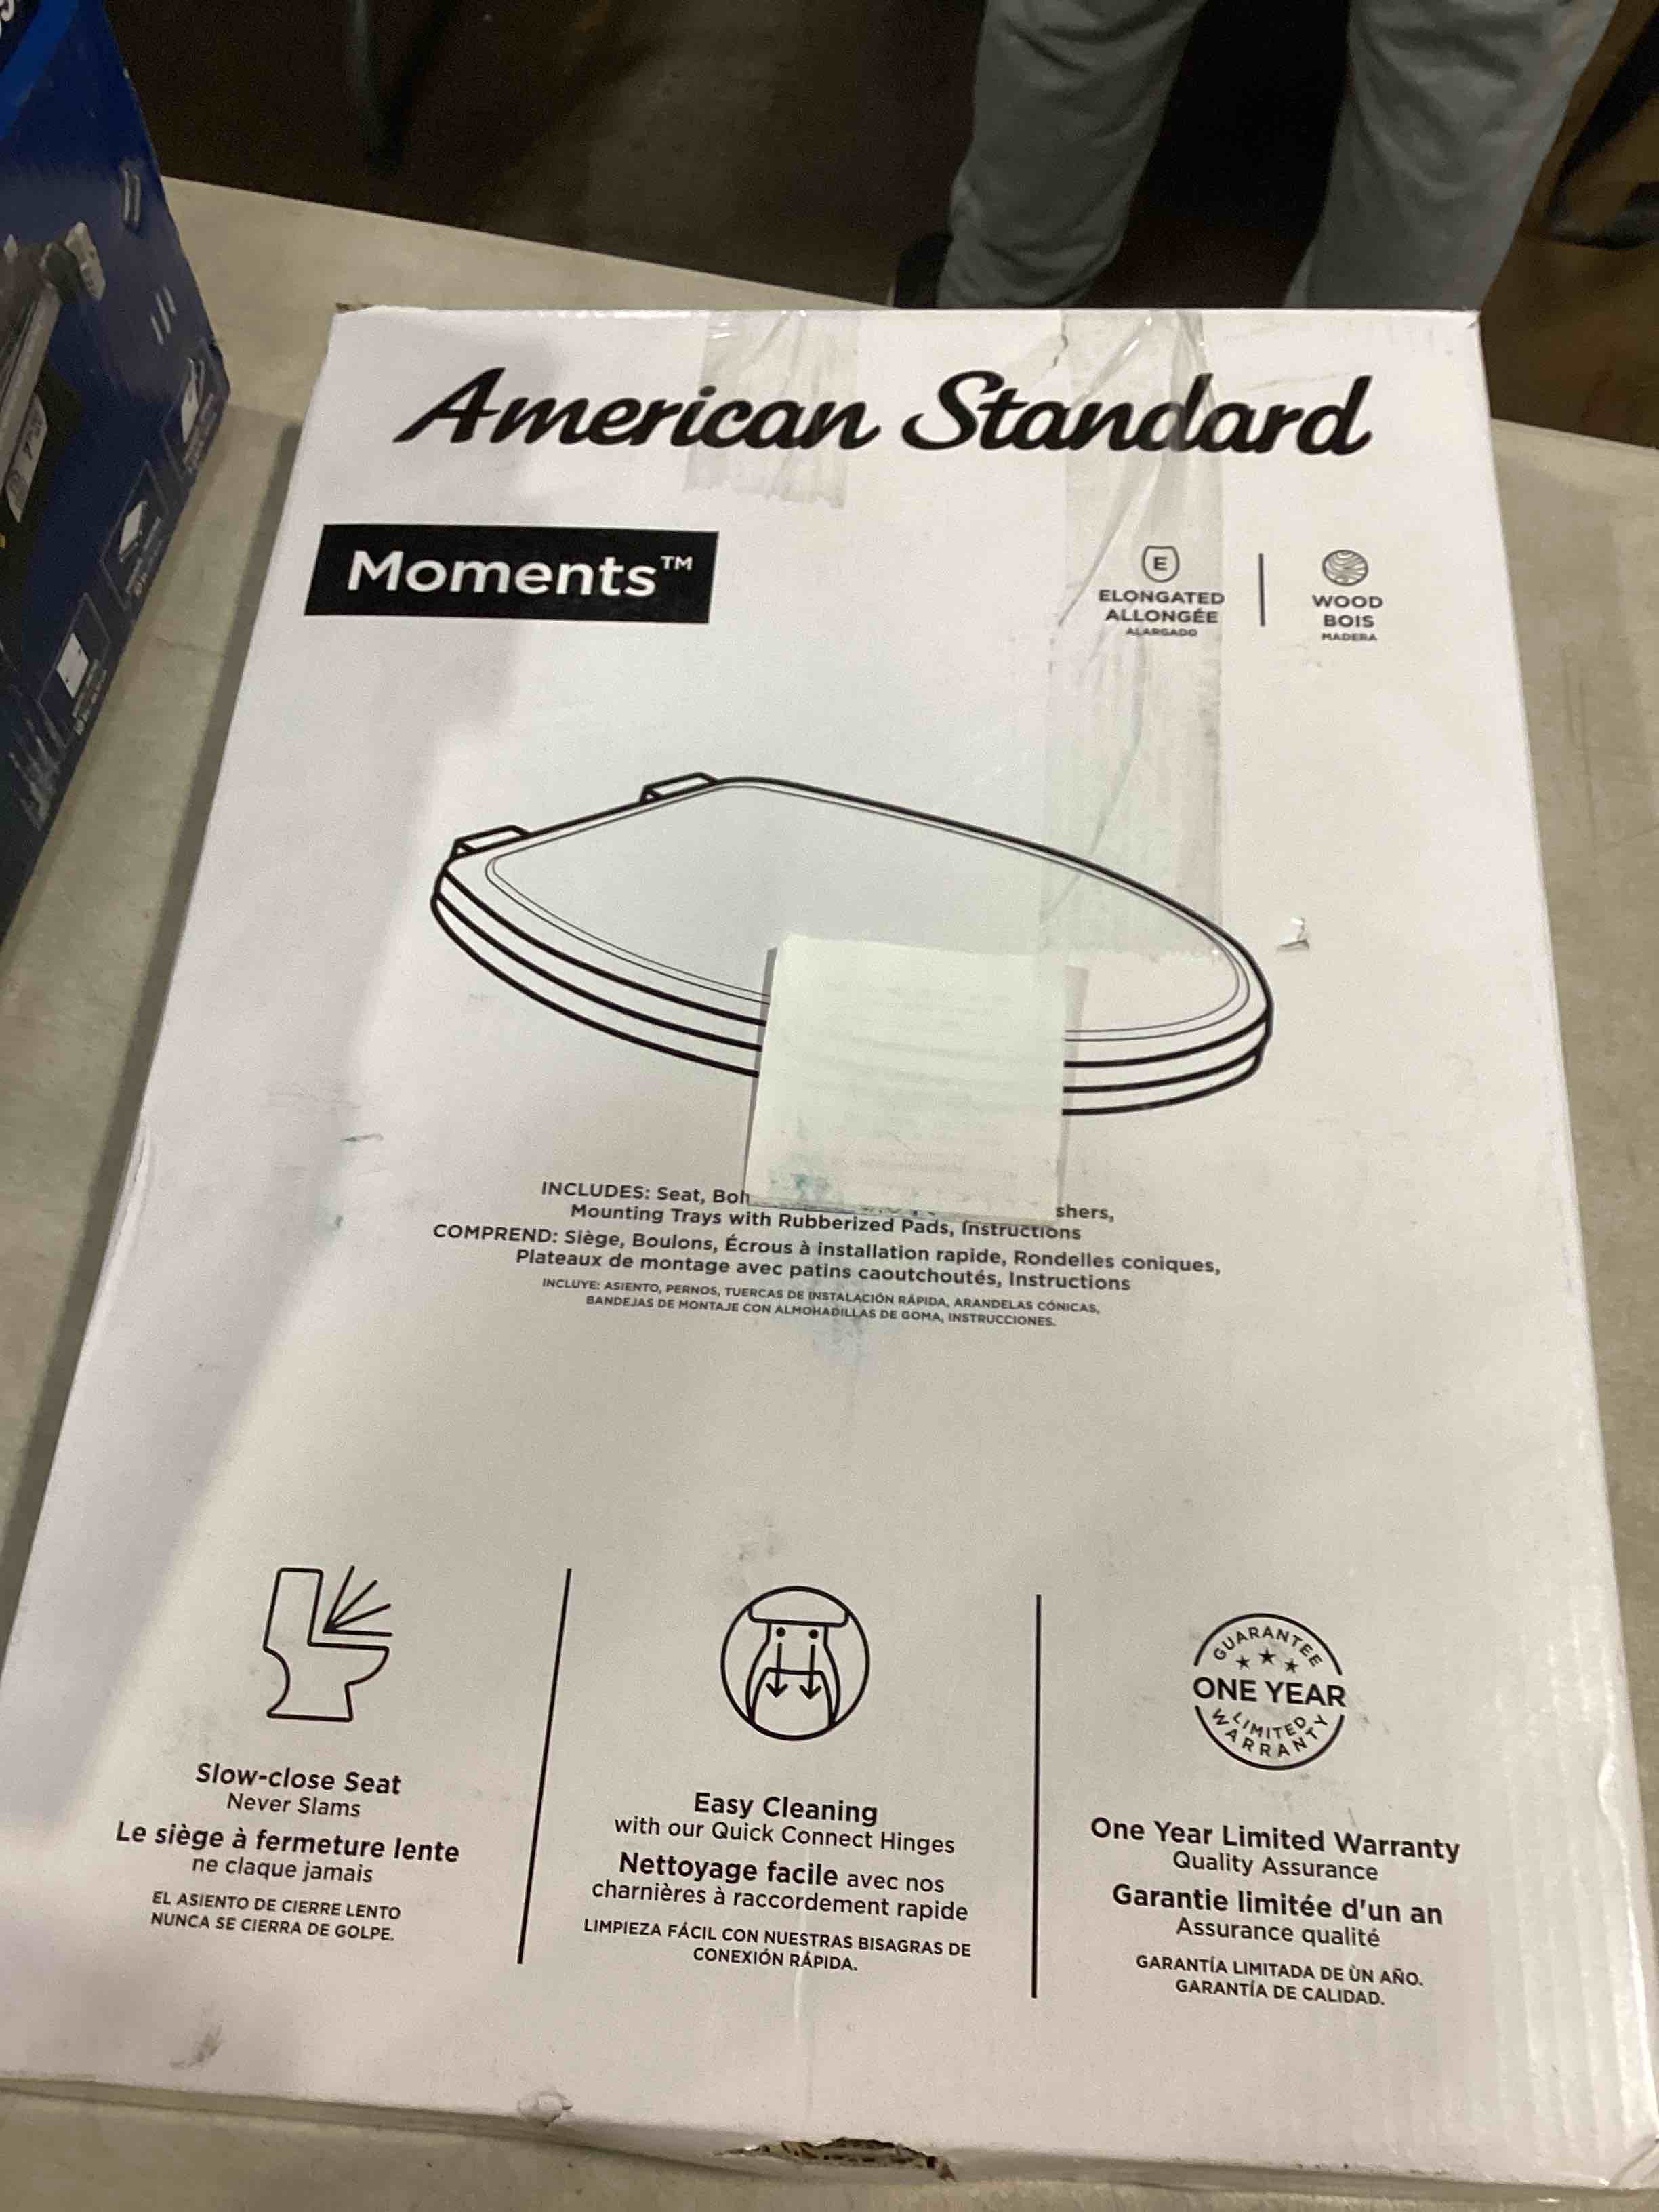 American Standard
Moments™
E
ELONGATED
ALLONGÉE
ALARGADO
WOOD
BOIS
MADERA
INCLUDES: Seat, shers,
Mounting Trays with Rubberized Pads, Instructions
COMPREND: Siège, Boulons, Écrous à installation rapide, Rondelles coniques,
Plateaux de montage avec patins caoutchoutés, Instructions
INCLUYE: ASIENTO, PERNOS, TUERCAS DE INSTALACIÓN RÁPIDA, ARANDELAS CÓNICAS,
BANDEJAS DE MONTAJE CON ALMOHADILLAS DE GOMA, INSTRUCCIONES.
Slow-close Seat
Never Slams
Le siège à fermeture lente
ne claque jamais
EL ASIENTO DE CIERRE LENTO
NUNCA SE CIERRA DE GOLPE.
Easy Cleaning
with our Quick Connect Hinges
Nettoyage facile avec nos
charnières à raccordement rapide
LIMPIEZA FÁCIL CON NUESTRAS BISAGRAS DE
CONEXIÓN RÁPIDA.
GUARANTEE
ONE YEAR
LIMITED
WARRANTY
One Year Limited Warranty
Quality Assurance
Garantie limitée d'un an
Assurance qualité
GARANTÍA LIMITADA DE ÙN AÑO.
GARANTÍA DE CALIDAD.